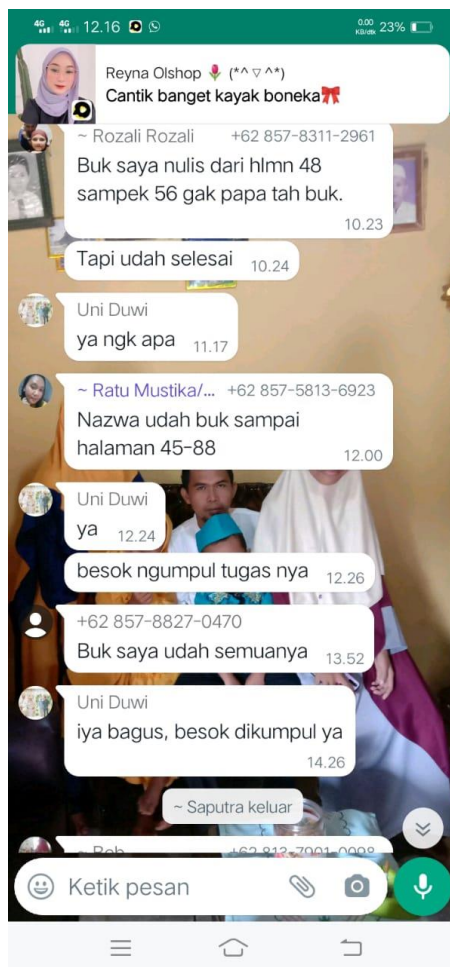 4G 4G 12.16 0.00 KB/dtk 23%
Reyna Olshop 🌷 (*^ ▽ ^*)
Cantik banget kayak boneka🎀
~ Rozali Rozali +62 857-8311-2961
Buk saya nulis dari hlmn 48
sampek 56 gak papa tah buk.
10.23
Tapi udah selesai 10.24
Uni Duwi
ya ngk apa 11.17
~ Ratu Mustika/... +62 857-5813-6923
Nazwa udah buk sampai
halaman 45-88
12.00
Uni Duwi
ya 12.24
besok ngumpul tugas nya 12.26
+62 857-8827-0470
Buk saya udah semuanya 13.52
Uni Duwi
iya bagus, besok dikumpul ya
14.26
~ Saputra keluar
Ketik pesan